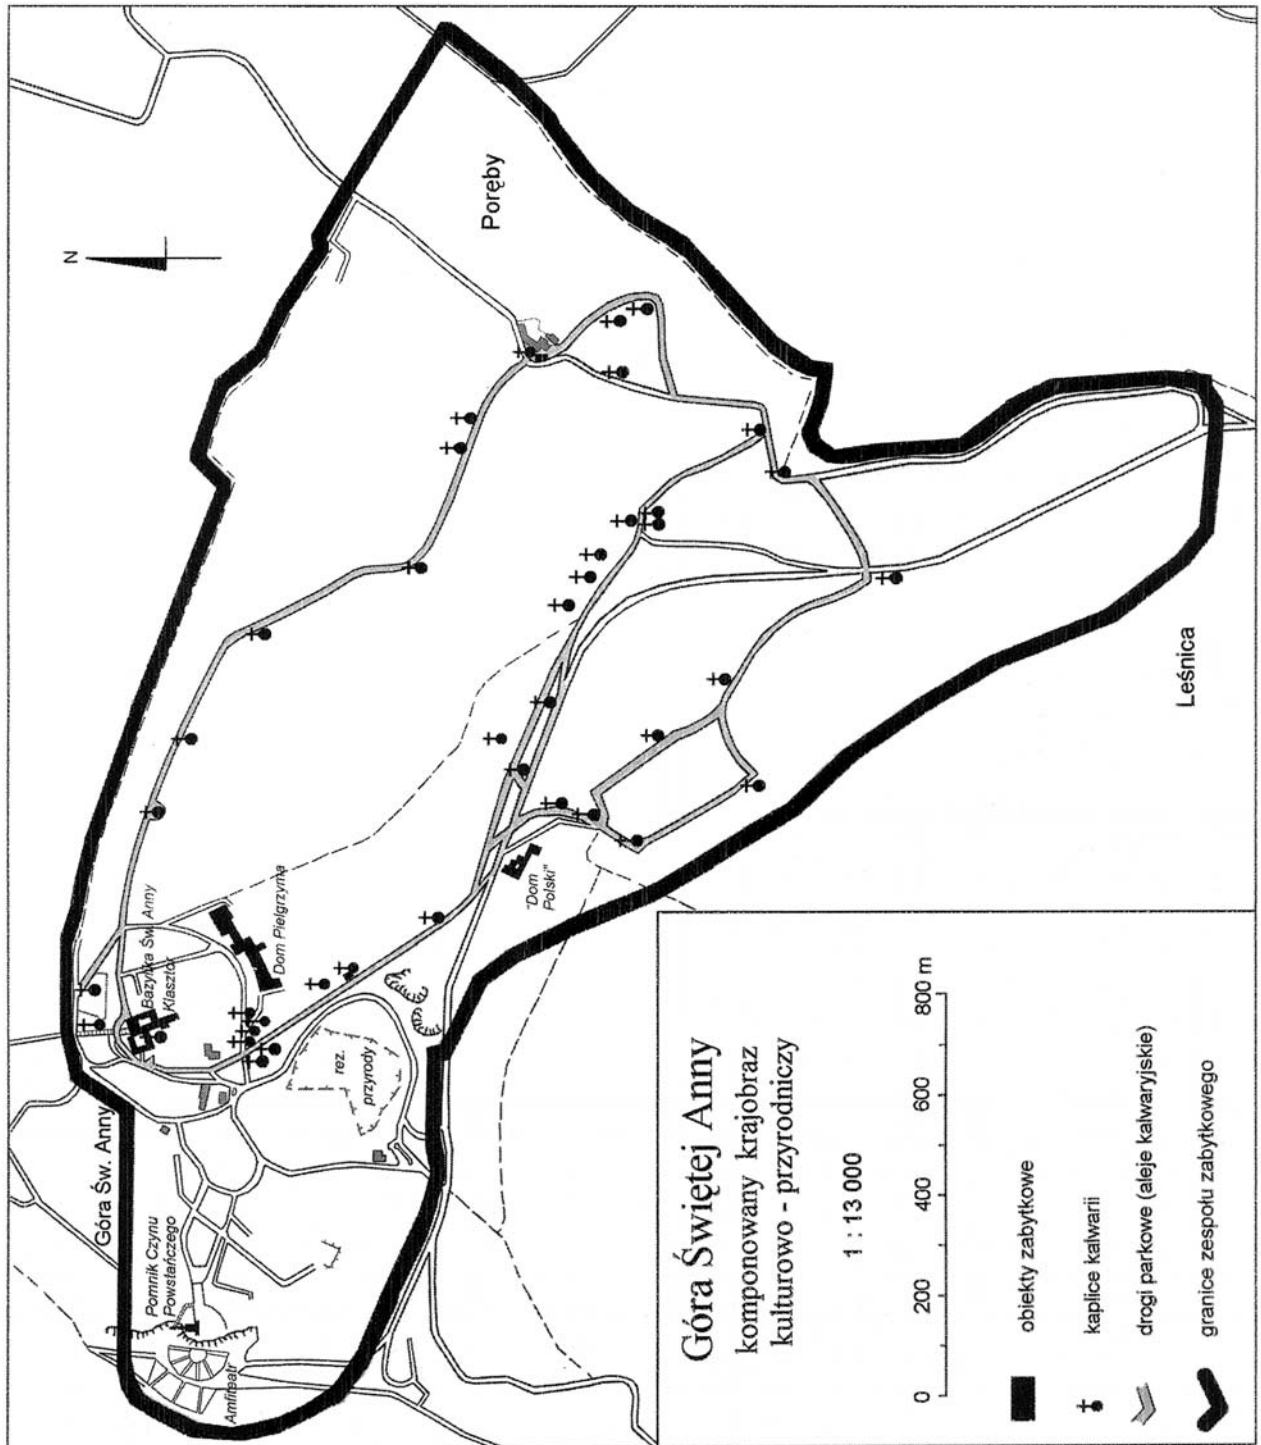 N
Poręby
Góra Św. Anny
Pomnik Czynu
Powstańczego
Amfiteatr
Bazylika Św. Anny
Klasztor
Dom Pielgrzyma
rez.
przyrody
"Dom
Polski"
Leśnica
Góra Świętej Anny
komponowany krajobraz
kulturowo - przyrodniczy
1 : 13 000
0 200 400 600 800 m
obiekty zabytkowe
kaplice kalwarii
drogi parkowe (aleje kalwaryjskie)
granice zespołu zabytkowego